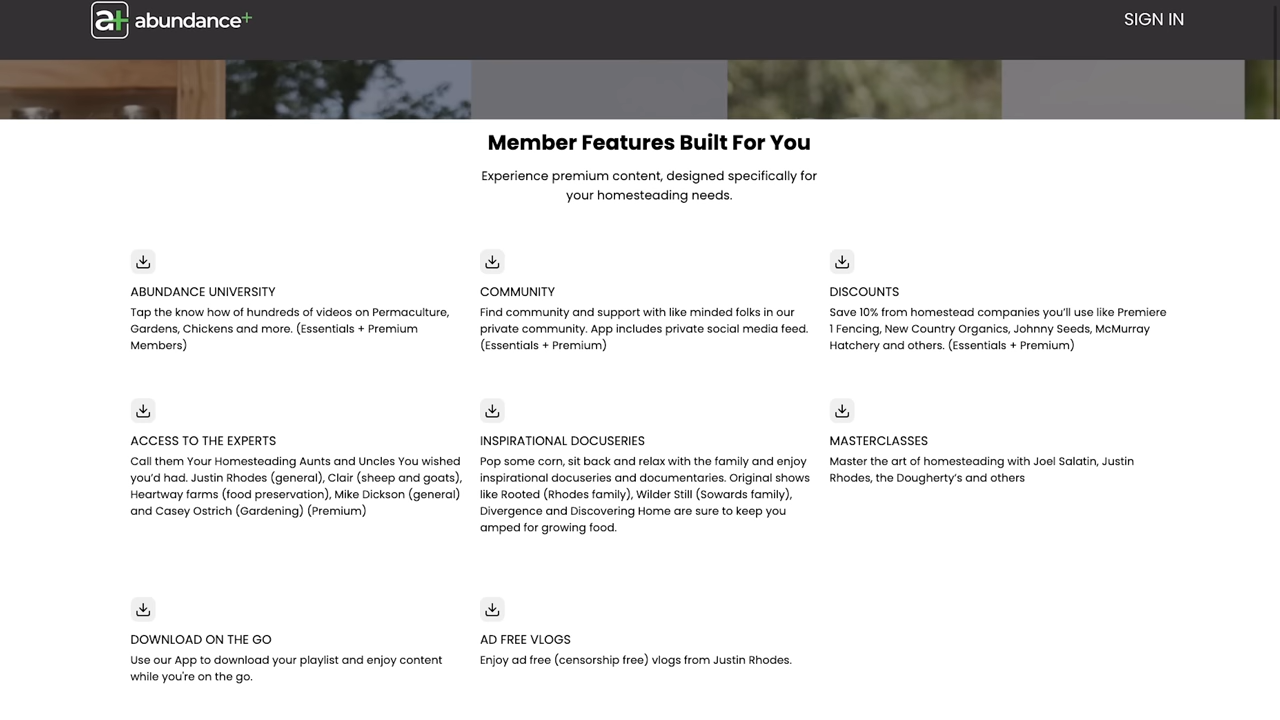 a+ abundance+
SIGN IN
Member Features Built For You
Experience premium content, designed specifically for
your homesteading needs.
ABUNDANCE UNIVERSITY
Tap the know how of hundreds of videos on Permaculture,
Gardens, Chickens and more. (Essentials + Premium
Members)
COMMUNITY
Find community and support with like minded folks in our
private community. App includes private social media feed.
(Essentials + Premium)
DISCOUNTS
Save 10% from homestead companies you’ll use like Premiere
1 Fencing, New Country Organics, Johnny Seeds, McMurray
Hatchery and others. (Essentials + Premium)
ACCESS TO THE EXPERTS
Call them Your Homesteading Aunts and Uncles You wished
you’d had. Justin Rhodes (general), Clair (sheep and goats),
Heartway farms (food preservation), Mike Dickson (general)
and Casey Ostrich (Gardening) (Premium)
INSPIRATIONAL DOCUSERIES
Pop some corn, sit back and relax with the family and enjoy
inspirational docuseries and documentaries. Original shows
like Rooted (Rhodes family), Wilder Still (Sowards family),
Divergence and Discovering Home are sure to keep you
amped for growing food.
MASTERCLASSES
Master the art of homesteading with Joel Salatin, Justin
Rhodes, the Dougherty’s and others
DOWNLOAD ON THE GO
Use our App to download your playlist and enjoy content
while you're on the go.
AD FREE VLOGS
Enjoy ad free (censorship free) vlogs from Justin Rhodes.